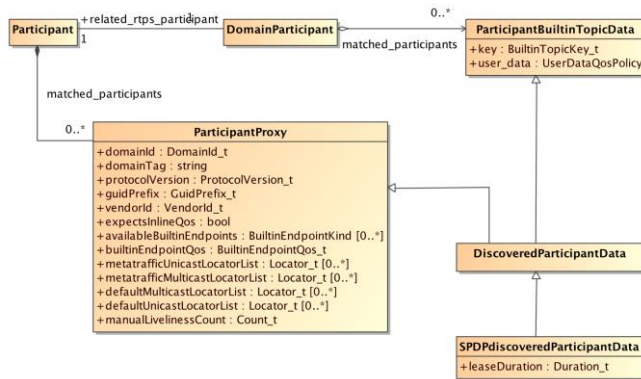 Participant
+related_rtps_participant
1
1
DomainParticipant
0..*
matched_participants
ParticipantBuiltinTopicData
+key : BuiltinTopicKey_t
+user_data : UserDataQosPolicy
matched_participants
0..*
ParticipantProxy
+domainId : DomainId_t
+domainTag : string
+protocolVersion : ProtocolVersion_t
+guidPrefix : GuidPrefix_t
+vendorId : VendorId_t
+expectsInlineQos : bool
+availableBuiltinEndpoints : BuiltinEndpointKind [0..*]
+builtinEndpointQos : BuiltinEndpointQos_t
+metatrafficUnicastLocatorList : Locator_t [0..*]
+metatrafficMulticastLocatorList : Locator_t [0..*]
+defaultMulticastLocatorList : Locator_t [0..*]
+defaultUnicastLocatorList : Locator_t [0..*]
+manualLivelinessCount : Count_t
DiscoveredParticipantData
SPDPdiscoveredParticipantData
+leaseDuration : Duration_t